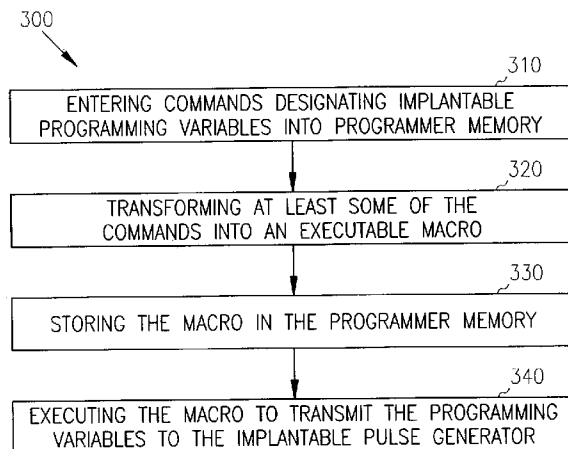 300
310
ENTERING COMMANDS DESIGNATING IMPLANTABLE
PROGRAMMING VARIABLES INTO PROGRAMMER MEMORY
320
TRANSFORMING AT LEAST SOME OF THE
COMMANDS INTO AN EXECUTABLE MACRO
330
STORING THE MACRO IN THE PROGRAMMER MEMORY
340
EXECUTING THE MACRO TO TRANSMIT THE PROGRAMMING
VARIABLES TO THE IMPLANTABLE PULSE GENERATOR